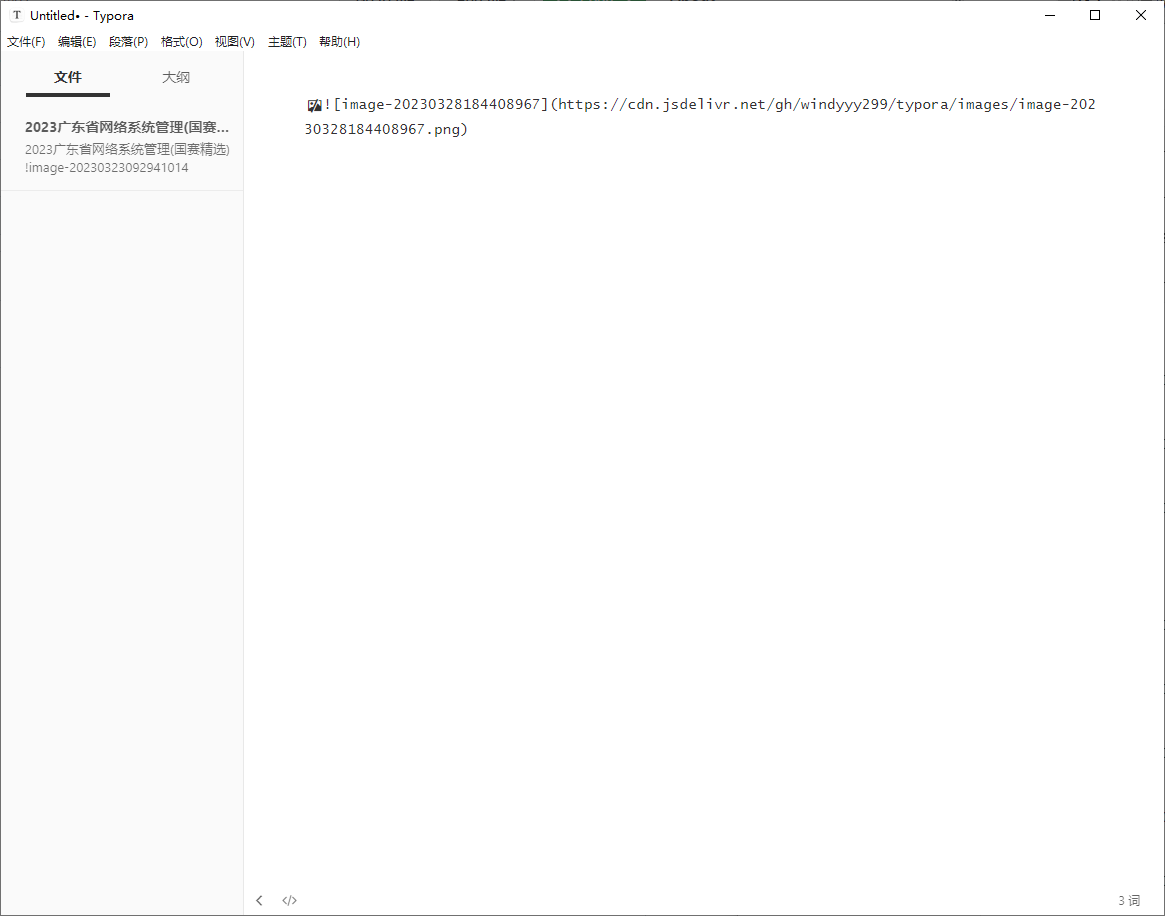 T Untitled• - Typora
文件(F) 编辑(E) 段落(P) 格式(O) 视图(V) 主题(T) 帮助(H)
文件 大纲
2023广东省网络系统管理(国赛...
2023广东省网络系统管理(国赛精选)
!image-20230323092941014
![image-20230328184408967](https://cdn.jsdelivr.net/gh/windyyy299/typora/images/image-202
30328184408967.png)
</> 3 词